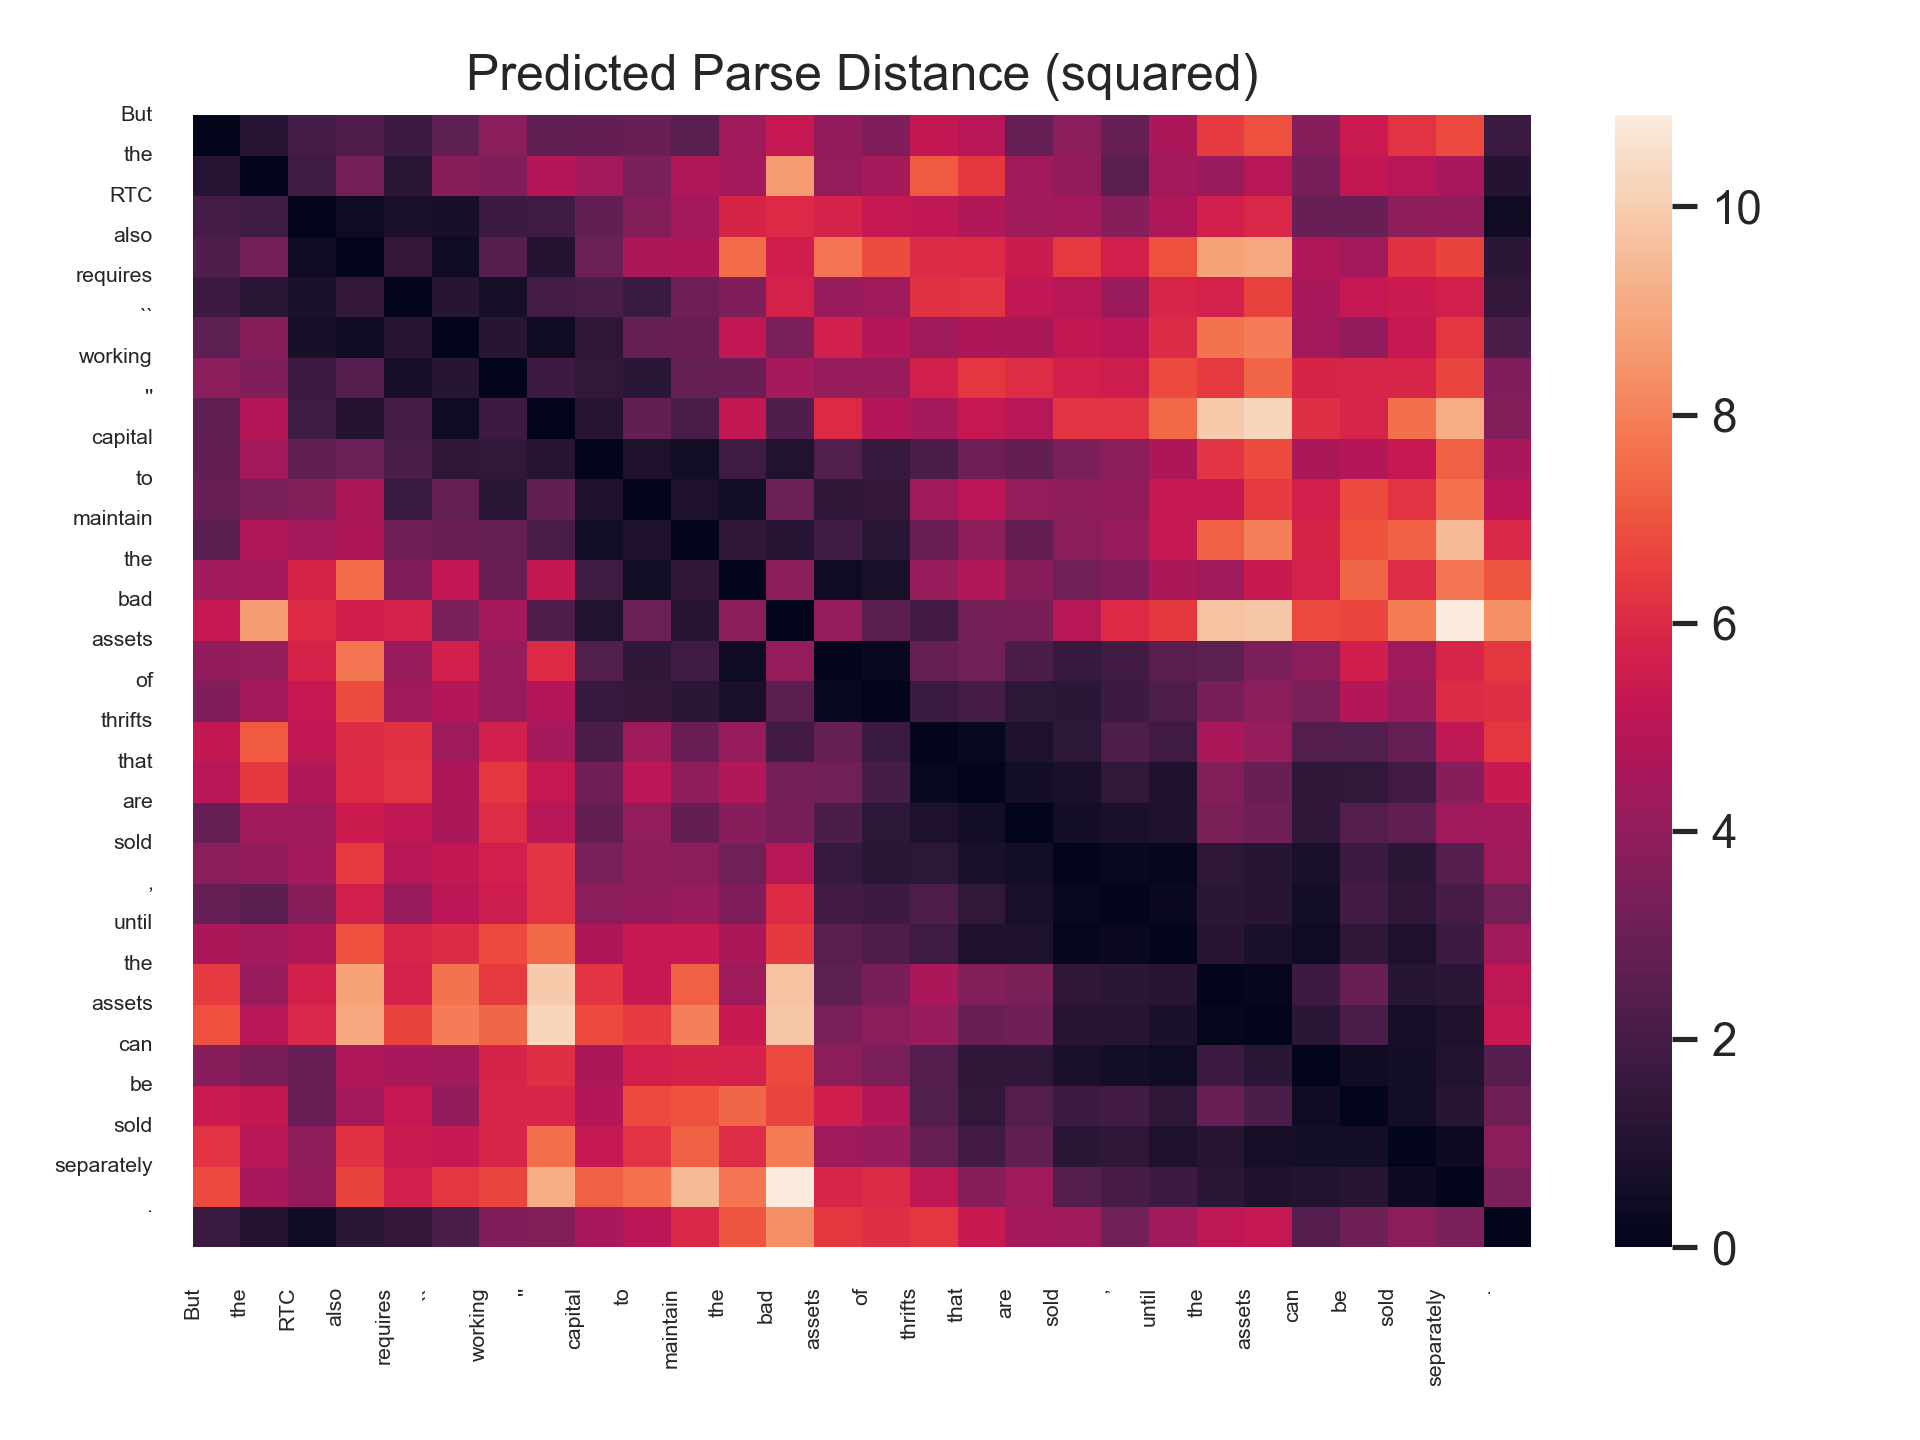 Predicted Parse Distance (squared)
But
the
RTC
also
requires
``
working
''
capital
to
maintain
the
bad
assets
of
thrifts
that
are
sold
,
until
the
assets
can
be
sold
separately
.
10
8
6
4
2
0
But the RTC also requires `` working '' capital to maintain the bad assets of thrifts that are sold , until the assets can be sold separately .